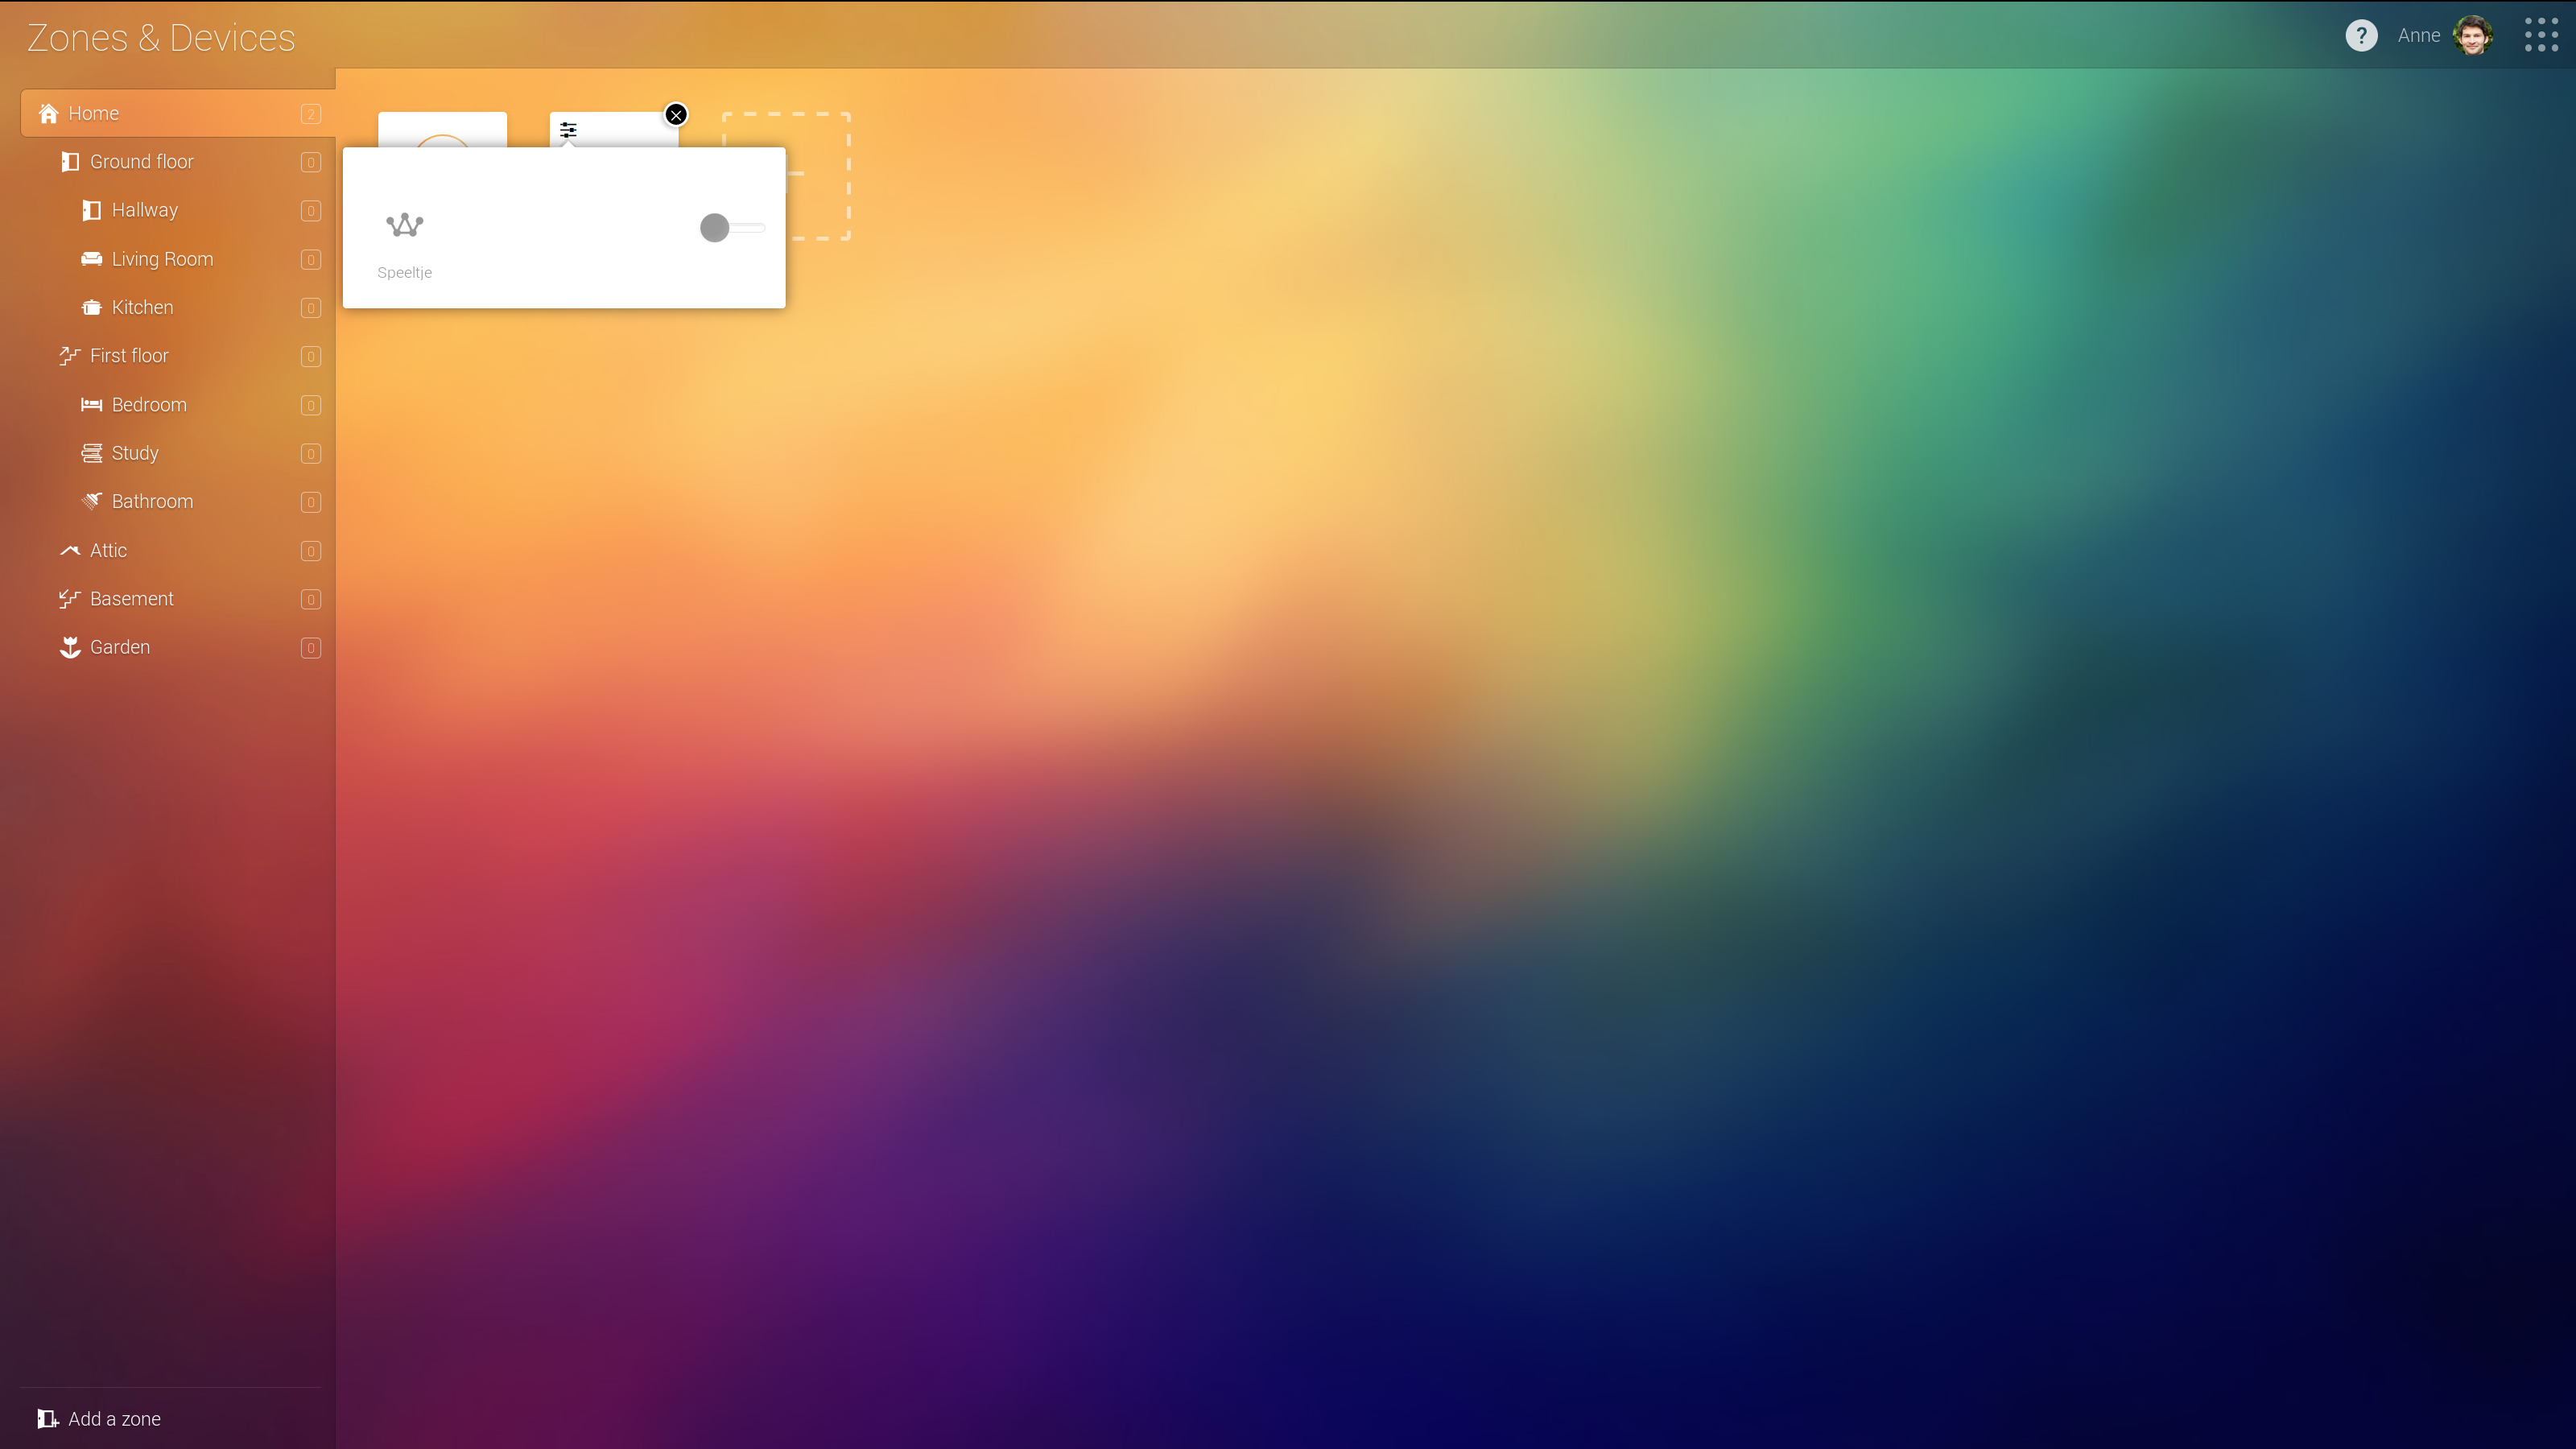 Zones & Devices
?
Anne
Home 2
Ground floor 0
Hallway 0
Living Room 0
Kitchen 0
First floor 0
Bedroom 0
Study 0
Bathroom 0
Attic 0
Basement 0
Garden 0
Add a zone
Speeltje